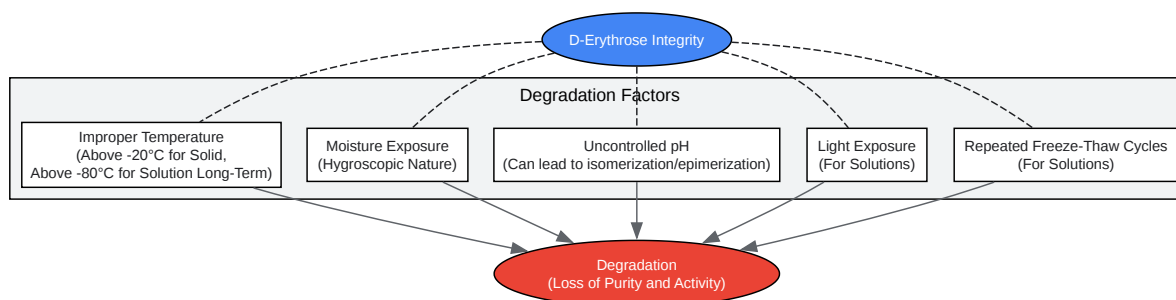 D-Erythrose Integrity
Degradation Factors
Improper Temperature
(Above -20°C for Solid,
Above -80°C for Solution Long-Term)
Moisture Exposure
(Hygroscopic Nature)
Uncontrolled pH
(Can lead to isomerization/epimerization)
Light Exposure
(For Solutions)
Repeated Freeze-Thaw Cycles
(For Solutions)
Degradation
(Loss of Purity and Activity)